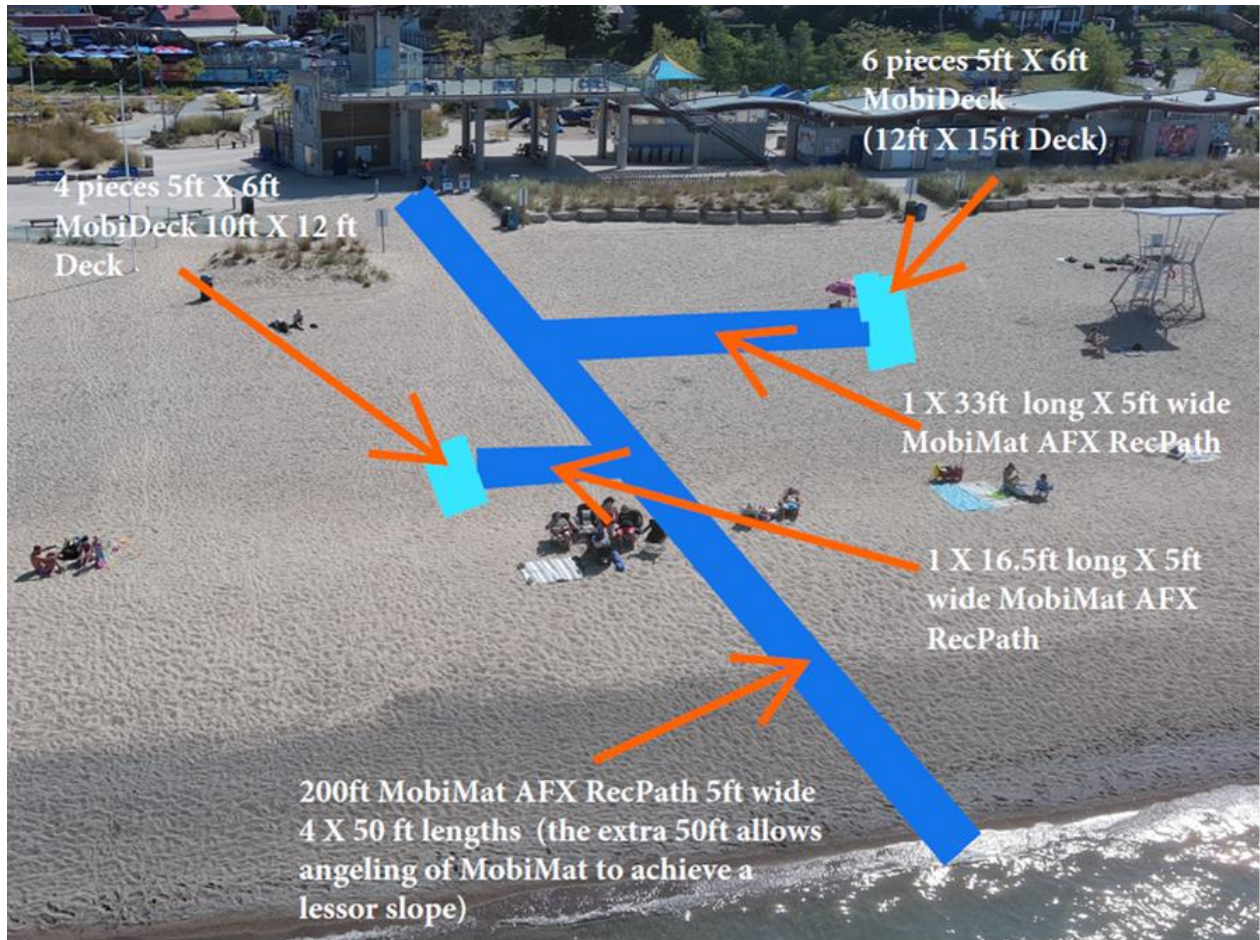 6 pieces 5ft X 6ft
MobiDeck
(12ft X 15ft Deck)
4 pieces 5ft X 6ft
MobiDeck 10ft X 12 ft
Deck
1 X 33ft long X 5ft wide
MobiMat AFX RecPath
1 X 16.5ft long X 5ft
wide MobiMat AFX
RecPath
200ft MobiMat AFX RecPath 5ft wide
4 X 50 ft lengths (the extra 50ft allows
angeling of MobiMat to achieve a
lessor slope)